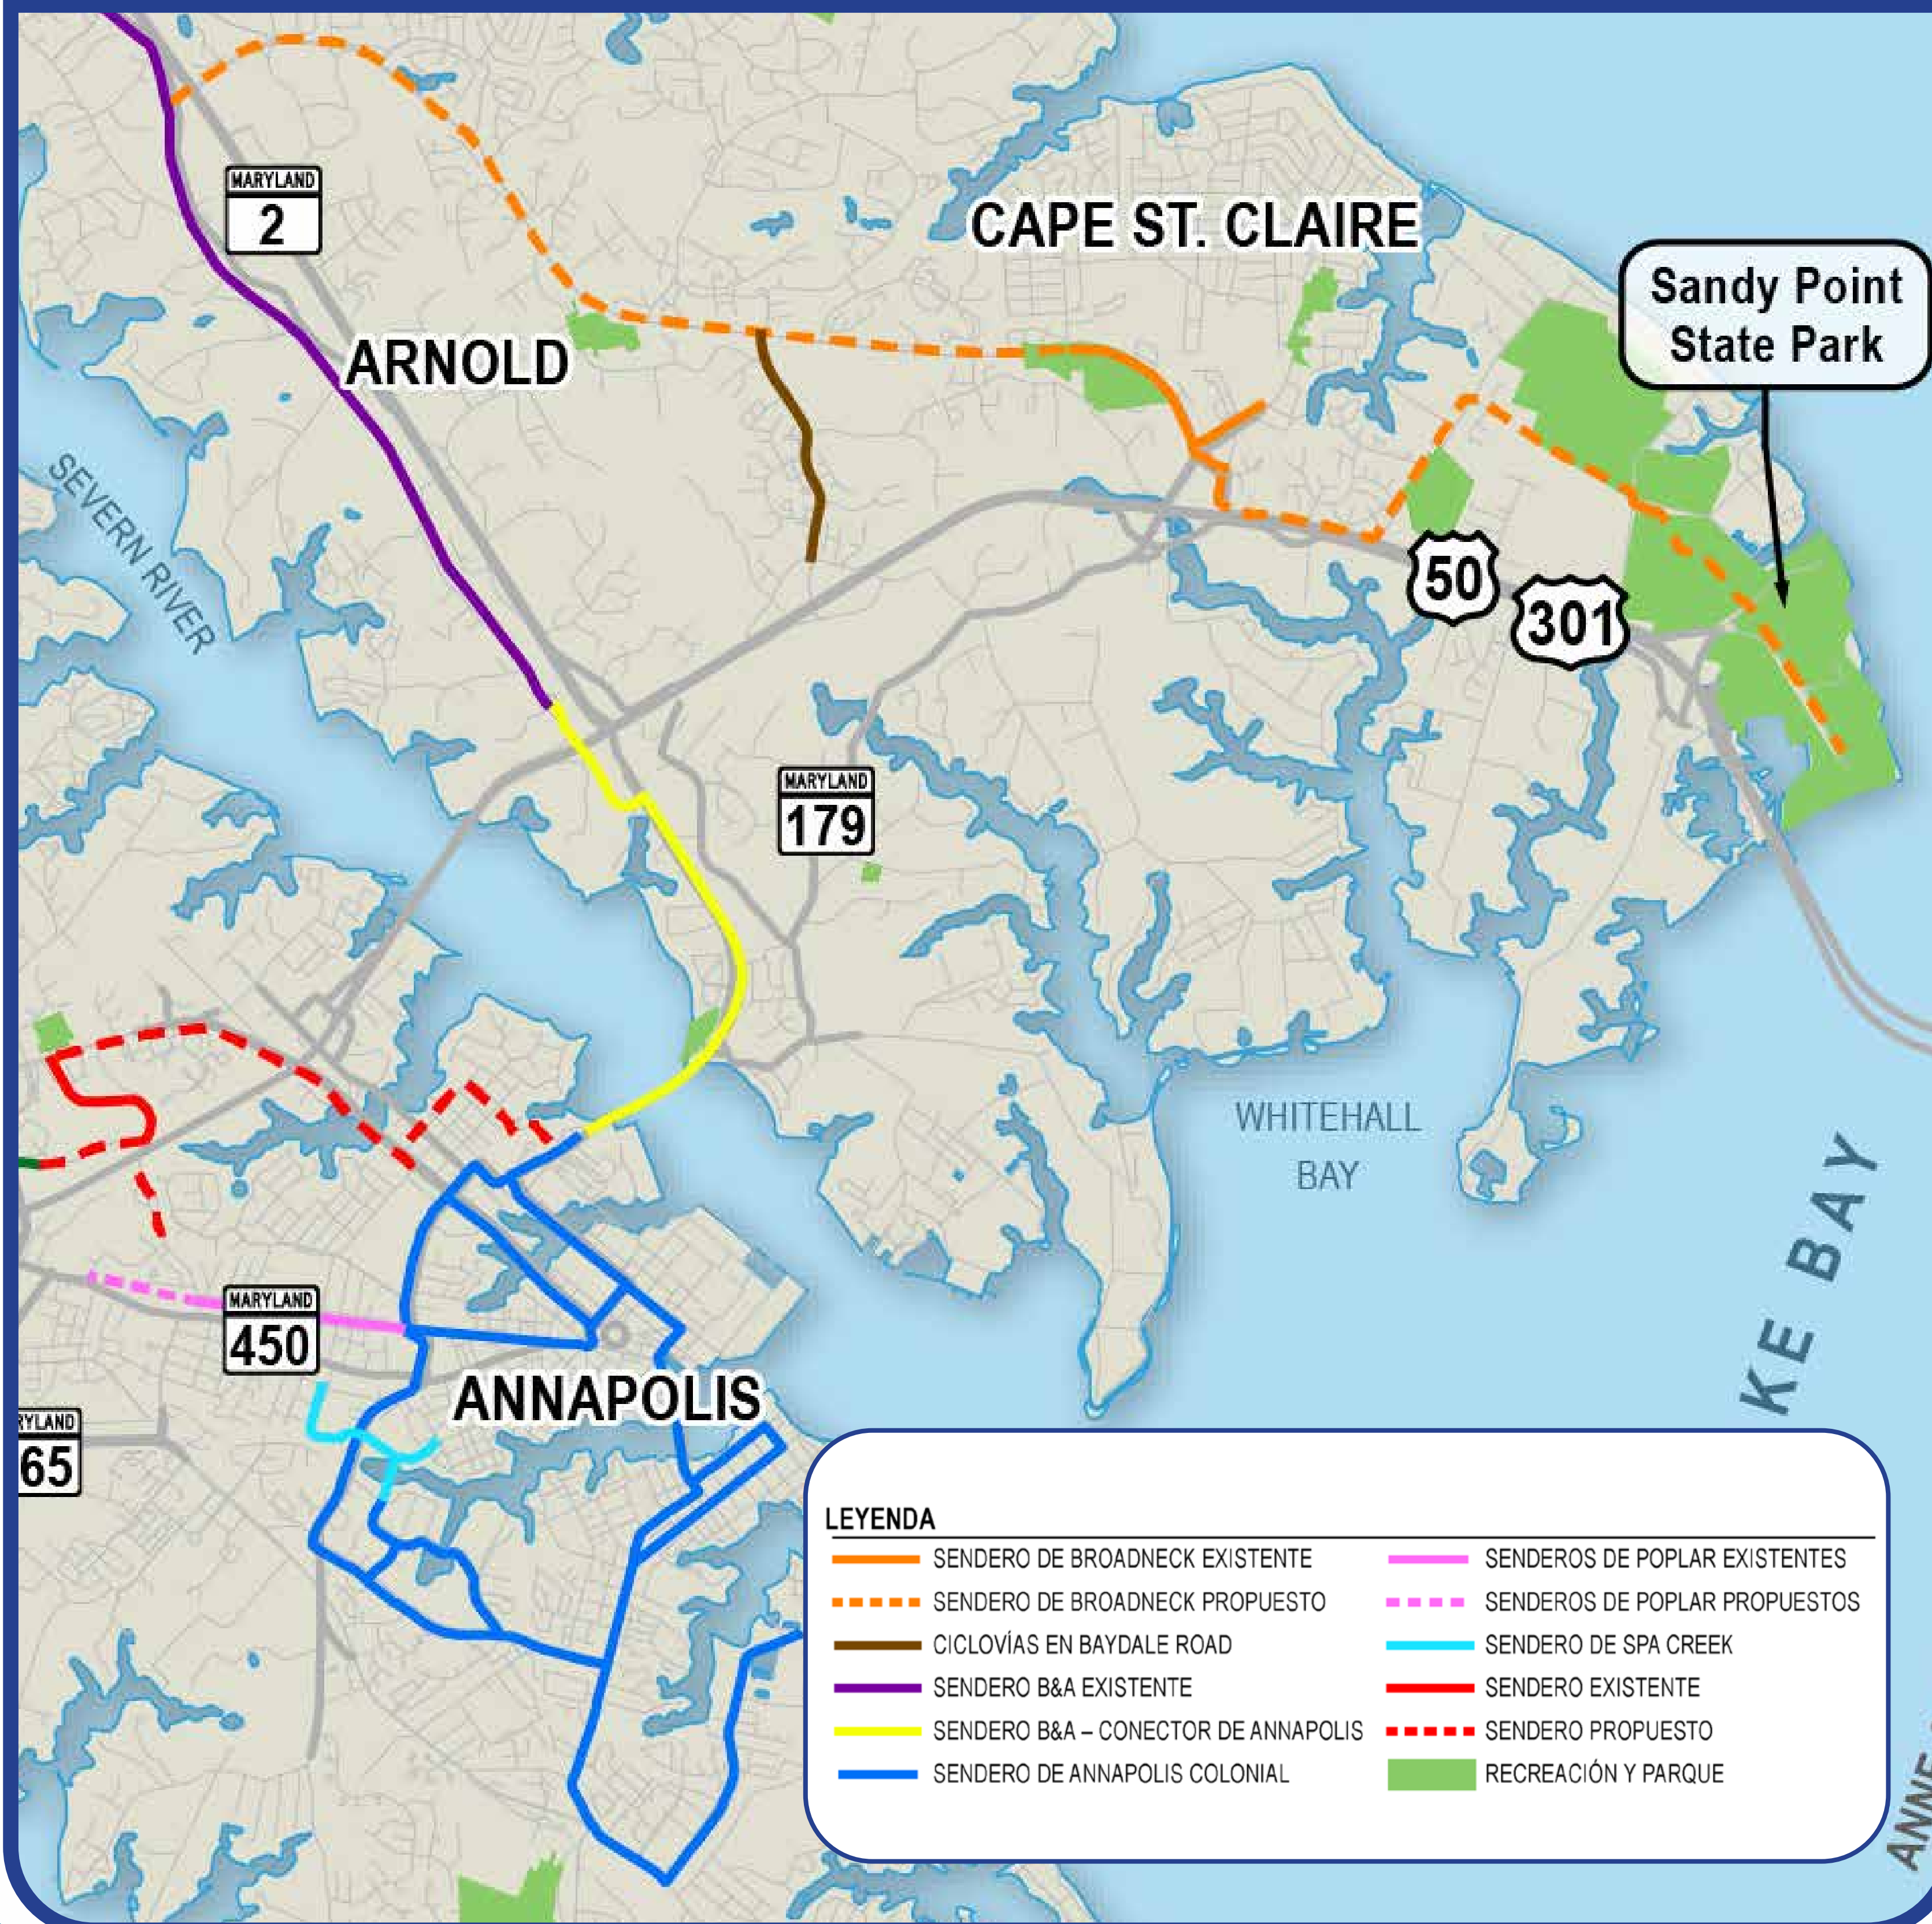 MARYLAND
2
CAPE ST. CLAIRE
Sandy Point
State Park
ARNOLD
SEVERN RIVER
50
301
MARYLAND
179
WHITEHALL
BAY
KE BAY
MARYLAND
450
ANNAPOLIS
RYLAND
65
LEYENDA
SENDERO DE BROADNECK EXISTENTE
SENDERO DE BROADNECK PROPUESTO
CICLOVÍAS EN BAYDALE ROAD
SENDERO B&A EXISTENTE
SENDERO B&A – CONECTOR DE ANNAPOLIS
SENDERO DE ANNAPOLIS COLONIAL
SENDEROS DE POPLAR EXISTENTES
SENDEROS DE POPLAR PROPUESTOS
SENDERO DE SPA CREEK
SENDERO EXISTENTE
SENDERO PROPUESTO
RECREACIÓN Y PARQUE
ANNE